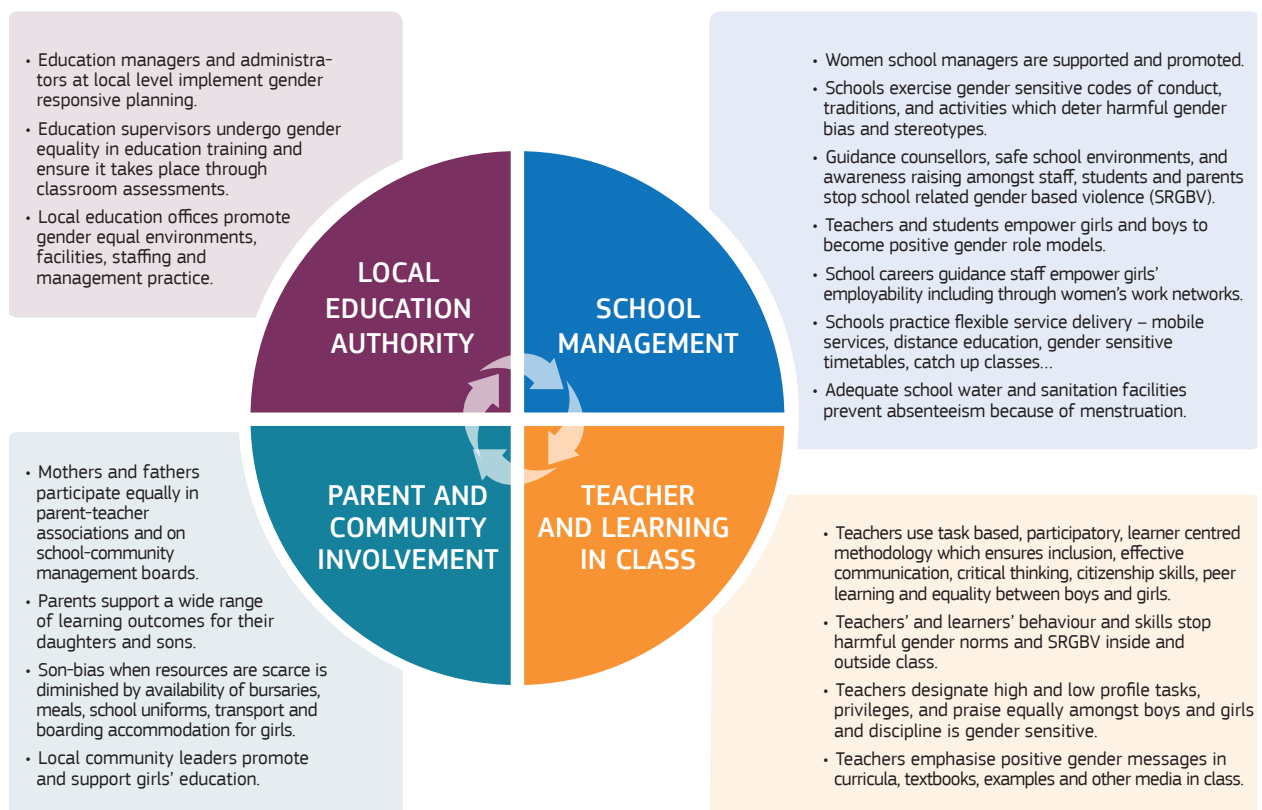 • Education managers and administra-
tors at local level implement gender
responsive planning.
• Education supervisors undergo gender
equality in education training and
ensure it takes place through
classroom assessments.
• Local education offices promote
gender equal environments,
facilities, staffing and
management practice.
LOCAL
EDUCATION
AUTHORITY
SCHOOL
MANAGEMENT
• Women school managers are supported and promoted.
• Schools exercise gender sensitive codes of conduct,
traditions, and activities which deter harmful gender
bias and stereotypes.
• Guidance counsellors, safe school environments, and
awareness raising amongst staff, students and parents
stop school related gender based violence (SRGBV).
• Teachers and students empower girls and boys to
become positive gender role models.
• School careers guidance staff empower girls’
employability including through women’s work networks.
• Schools practice flexible service delivery – mobile
services, distance education, gender sensitive
timetables, catch up classes...
• Adequate school water and sanitation facilities
prevent absenteeism because of menstruation.
• Mothers and fathers
participate equally in
parent-teacher
associations and on
school-community
management boards.
• Parents support a wide range
of learning outcomes for their
daughters and sons.
• Son-bias when resources are scarce is
diminished by availability of bursaries,
meals, school uniforms, transport and
boarding accommodation for girls.
• Local community leaders promote
and support girls’ education.
PARENT AND
COMMUNITY
INVOLVEMENT
TEACHER
AND LEARNING
IN CLASS
• Teachers use task based, participatory, learner centred
methodology which ensures inclusion, effective
communication, critical thinking, citizenship skills, peer
learning and equality between boys and girls.
• Teachers’ and learners’ behaviour and skills stop
harmful gender norms and SRGBV inside and
outside class.
• Teachers designate high and low profile tasks,
privileges, and praise equally amongst boys and girls
and discipline is gender sensitive.
• Teachers emphasise positive gender messages in
curricula, textbooks, examples and other media in class.